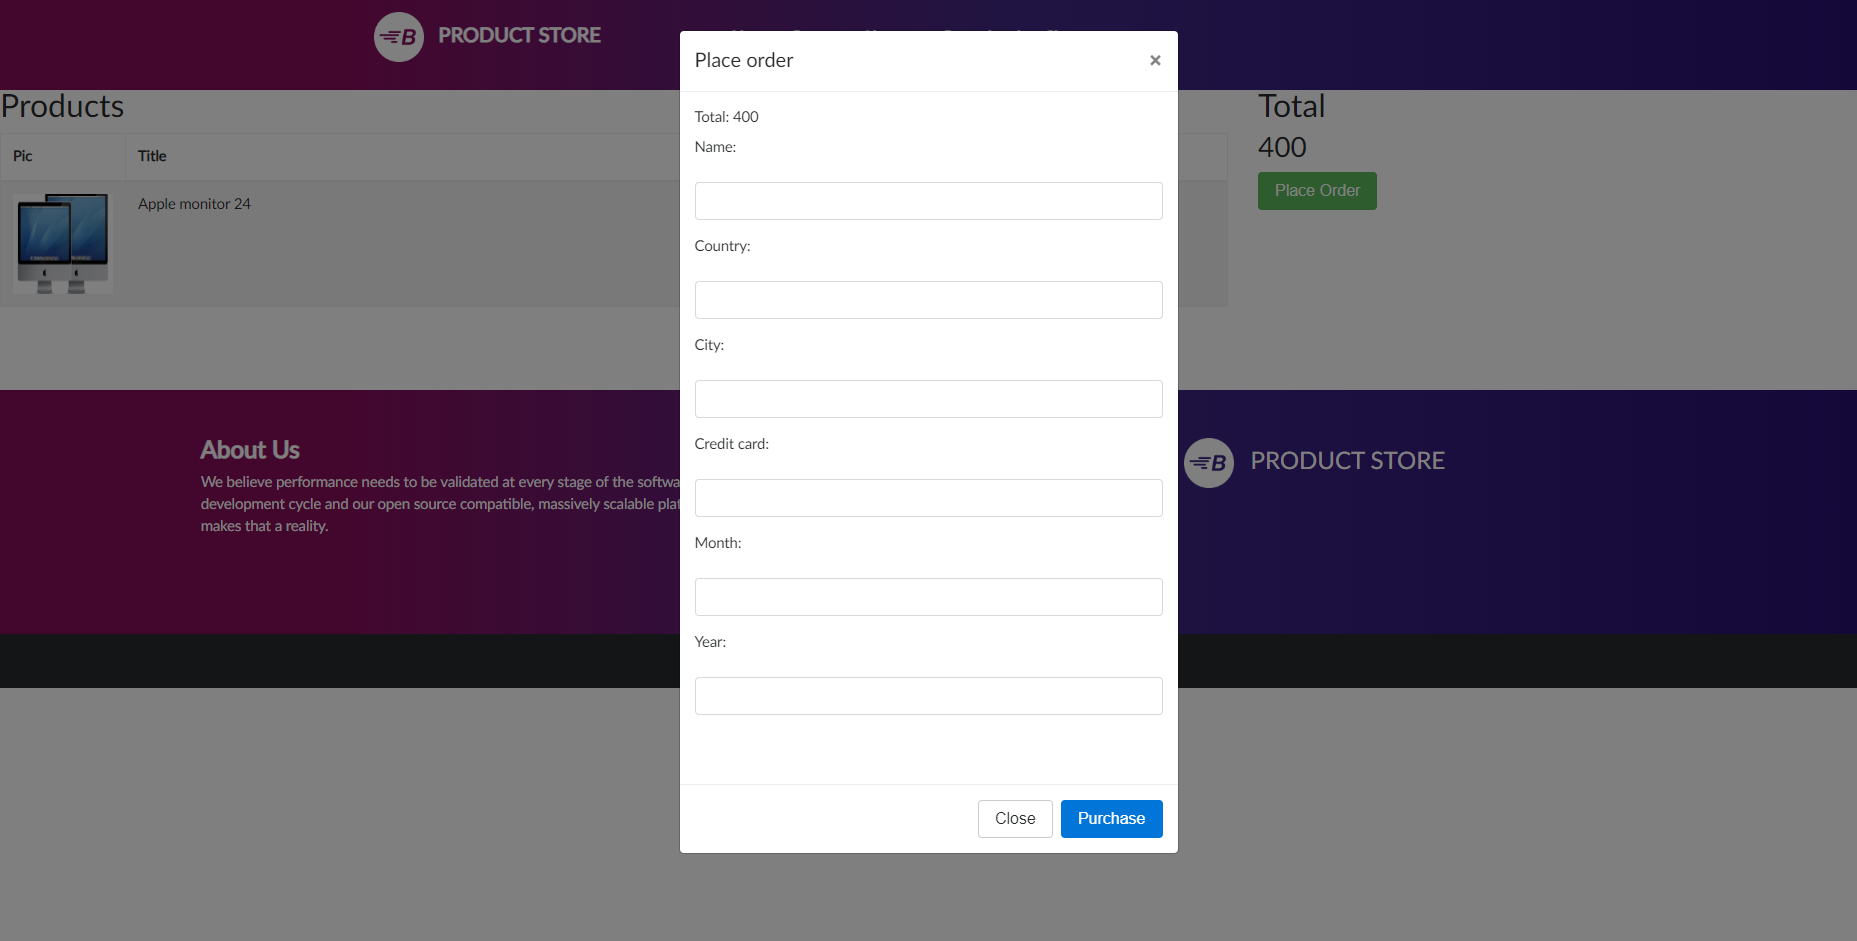 B PRODUCT STORE
Place order ×
Products
Total
Total: 400
400
Name:
Pic Title
Place Order
Apple monitor 24
Country:
City:
Credit card:
About Us
B PRODUCT STORE
We believe performance needs to be validated at every stage of the softwa
development cycle and our open source compatible, massively scalable plat
makes that a reality.
Month:
Year:
Close Purchase